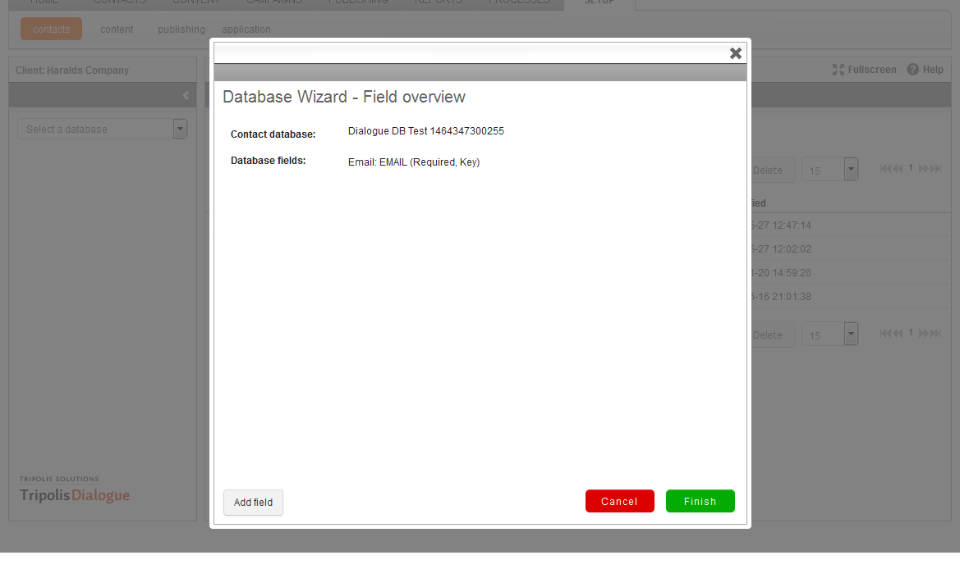 HOME CONTACTS CONTENT CAMPAIGNS PUBLISHING REPORTS PROCESSES SETUP
contacts content publishing application
Client: Haralds Company
Fullscreen Help
Select a database
Database Wizard - Field overview
Contact database: Dialogue DB Test 1464347300255
Database fields: Email: EMAIL (Required, Key)
Delete 15 1
5-27 12:47:14
5-27 12:02:02
-20 14:59:26
5-16 21:01:38
Delete 15 1
TRIPOLIS SOLUTIONS
TripolisDialogue
Add field Cancel Finish